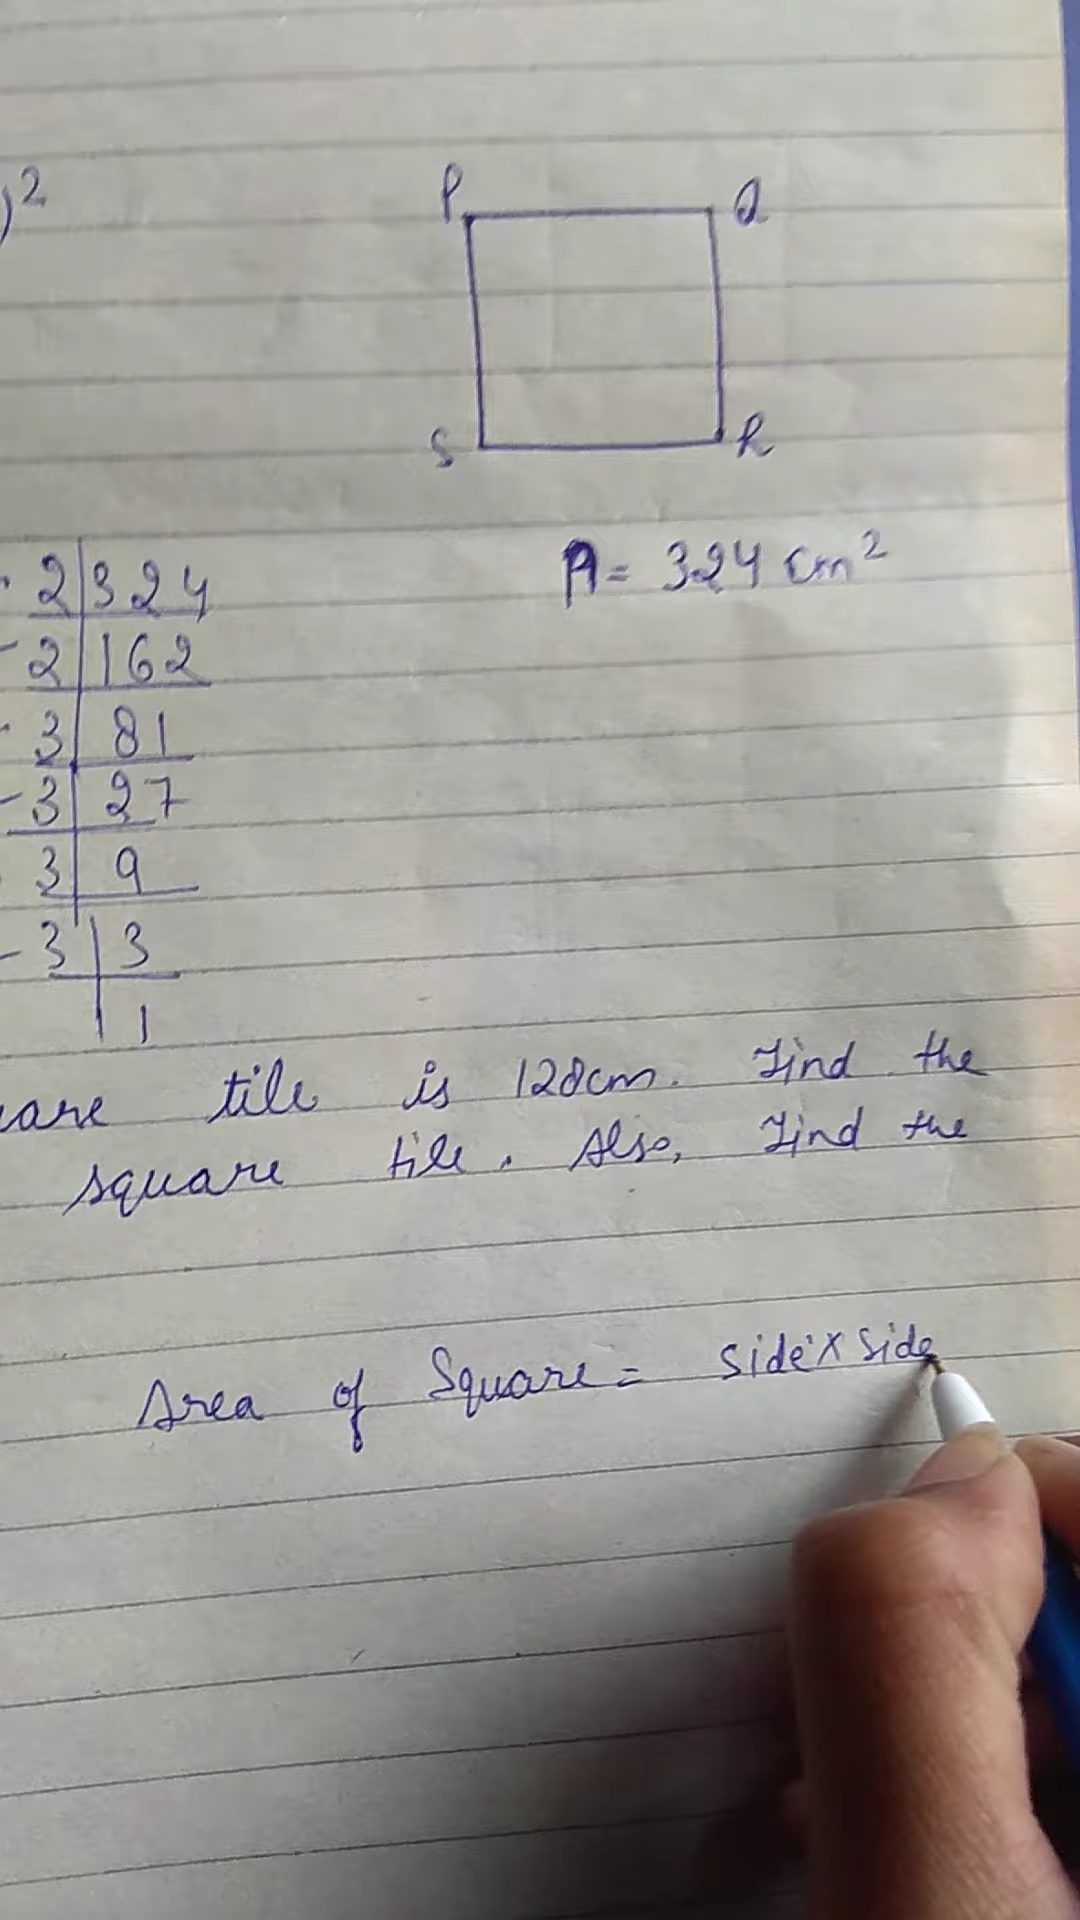 )²
P Q
S R
A = 324 cm²
2 324
2 162
3 81
3 27
3 9
3 3
1
tile is 128cm. Find the
square tile. Also, Find the
Area of Square = side × side